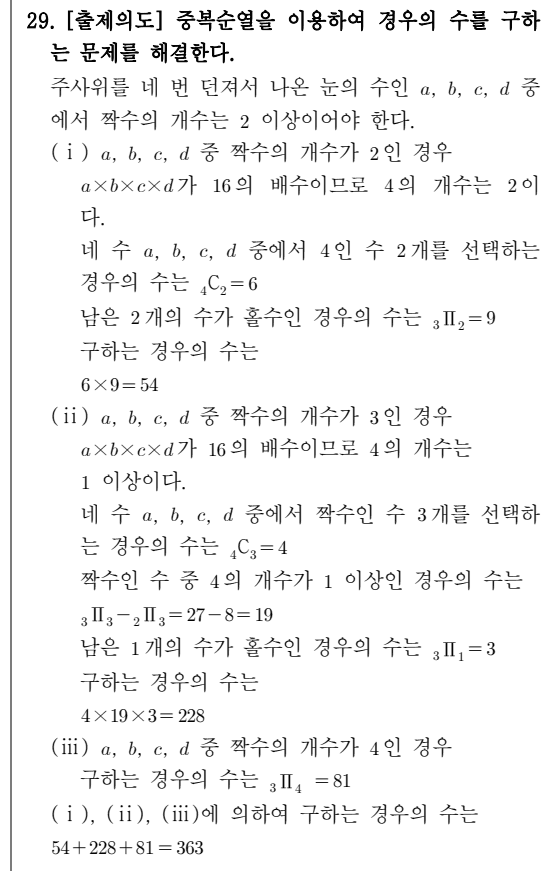 29. [출제의도] 중복순열을 이용하여 경우의 수를 구하
는 문제를 해결한다.
주사위를 네 번 던져서 나온 눈의 수인 a, b, c, d 중
에서 짝수의 개수는 2 이상이어야 한다.
(ⅰ) a, b, c, d 중 짝수의 개수가 2인 경우
a×b×c×d가 16의 배수이므로 4의 개수는 2이
다.
네 수 a, b, c, d 중에서 4인 수 2개를 선택하는
경우의 수는 ₄C₂=6
남은 2개의 수가 홀수인 경우의 수는 ₃Π₂=9
구하는 경우의 수는
6×9=54
(ⅱ) a, b, c, d 중 짝수의 개수가 3인 경우
a×b×c×d가 16의 배수이므로 4의 개수는
1 이상이다.
네 수 a, b, c, d 중에서 짝수인 수 3개를 선택하
는 경우의 수는 ₄C₃=4
짝수인 수 중 4의 개수가 1 이상인 경우의 수는
₃Π₃-₂Π₃=27-8=19
남은 1개의 수가 홀수인 경우의 수는 ₃Π₁=3
구하는 경우의 수는
4×19×3=228
(ⅲ) a, b, c, d 중 짝수의 개수가 4인 경우
구하는 경우의 수는 ₃Π₄ =81
(ⅰ), (ⅱ), (ⅲ)에 의하여 구하는 경우의 수는
54+228+81=363